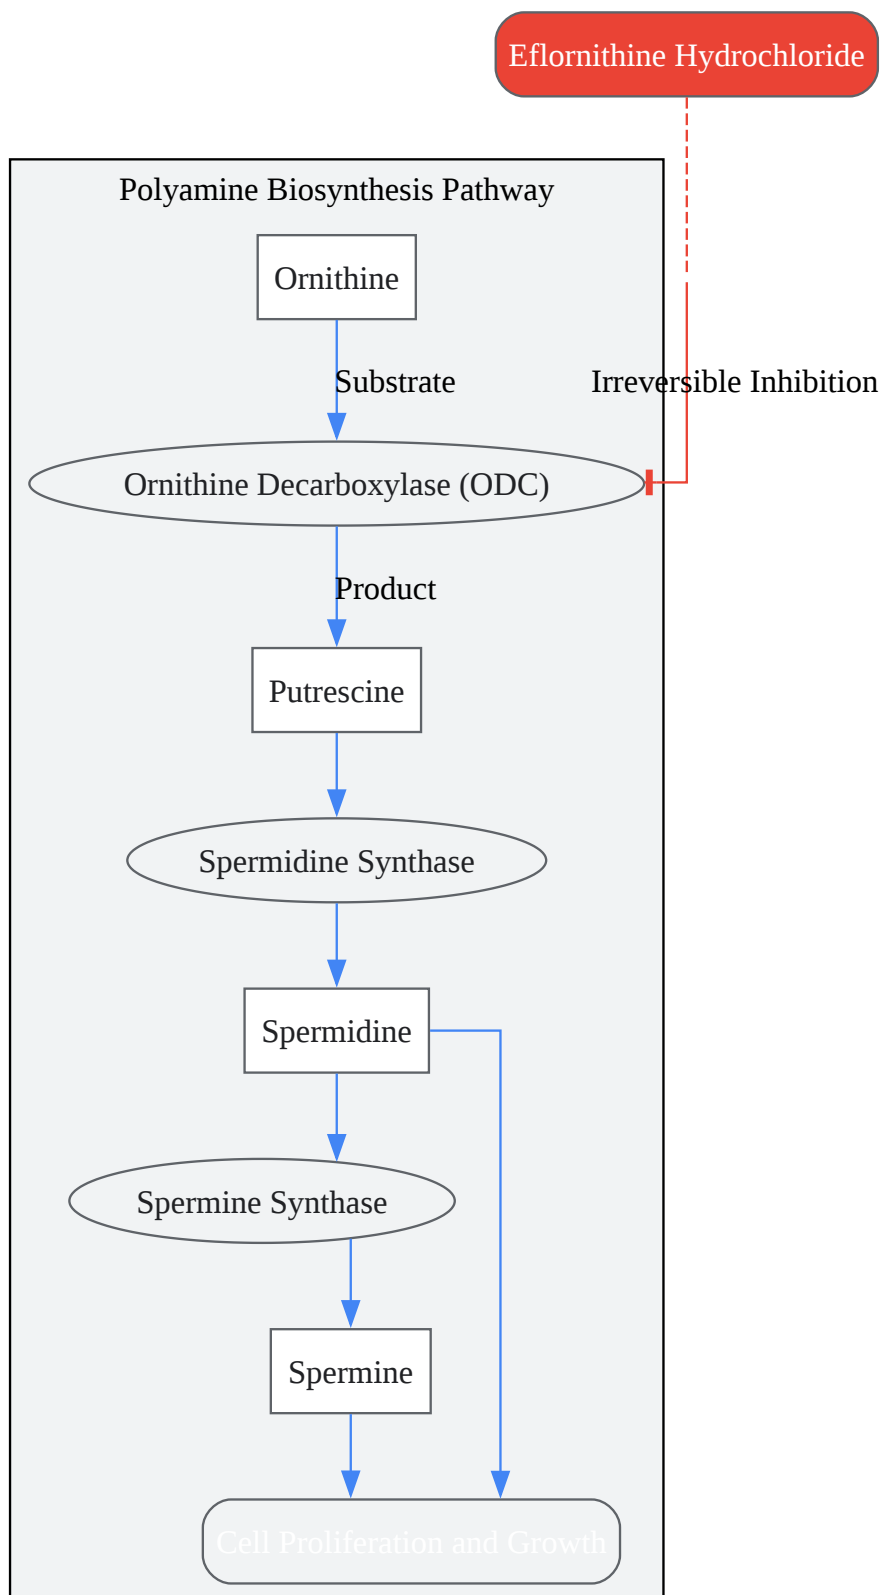 Eflornithine Hydrochloride
Polyamine Biosynthesis Pathway
Ornithine
Substrate
Irreversible Inhibition
Ornithine Decarboxylase (ODC)
Product
Putrescine
Spermidine Synthase
Spermidine
Spermine Synthase
Spermine
Cell Proliferation and Growth